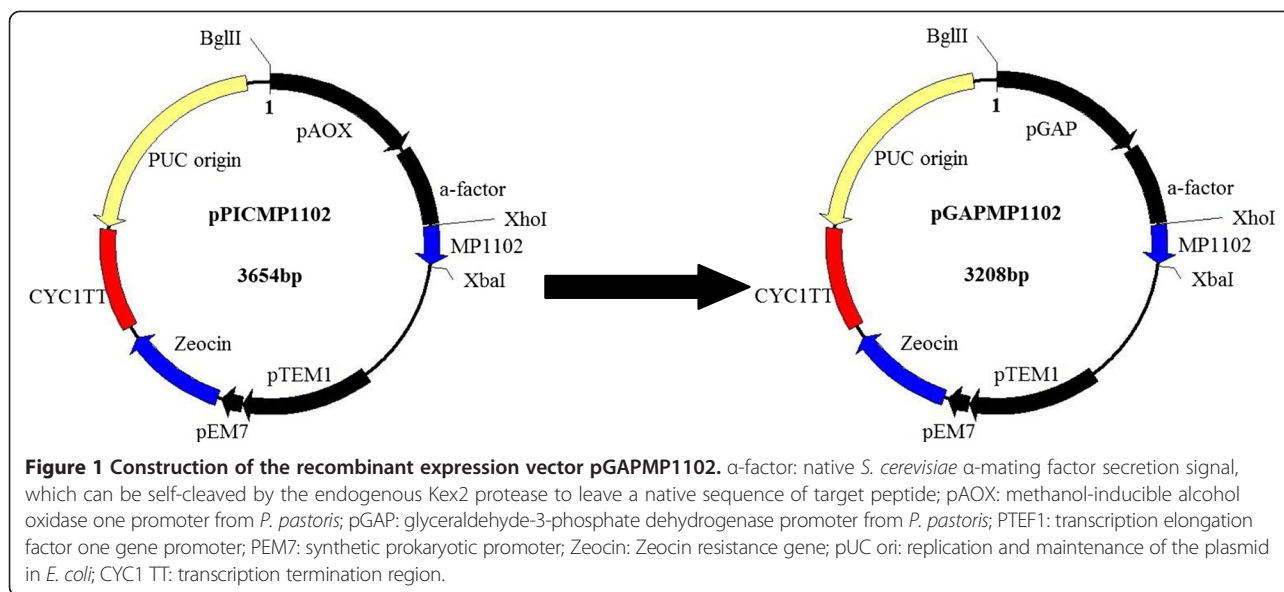 BglII
1
pAOX
PUC origin
a-factor
pPICMP1102
XhoI
MP1102
3654bp
XbaI
CYC1TT
Zeocin
pTEM1
pEM7
BglII
1
pGAP
PUC origin
a-factor
pGAPMP1102
XhoI
MP1102
3208bp
XbaI
CYC1TT
Zeocin
pTEM1
pEM7
Figure 1 Construction of the recombinant expression vector pGAPMP1102. α-factor: native S. cerevisiae α-mating factor secretion signal,
which can be self-cleaved by the endogenous Kex2 protease to leave a native sequence of target peptide; pAOX: methanol-inducible alcohol
oxidase one promoter from P. pastoris; pGAP: glyceraldehyde-3-phosphate dehydrogenase promoter from P. pastoris; PTEF1: transcription elongation
factor one gene promoter; PEM7: synthetic prokaryotic promoter; Zeocin: Zeocin resistance gene; pUC ori: replication and maintenance of the plasmid
in E. coli; CYC1 TT: transcription termination region.